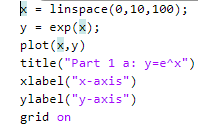 x = linspace(0,10,100);
y = exp(x);
plot(x,y)
title("Part 1 a: y=e^x")
xlabel("x-axis")
ylabel("y-axis")
grid on